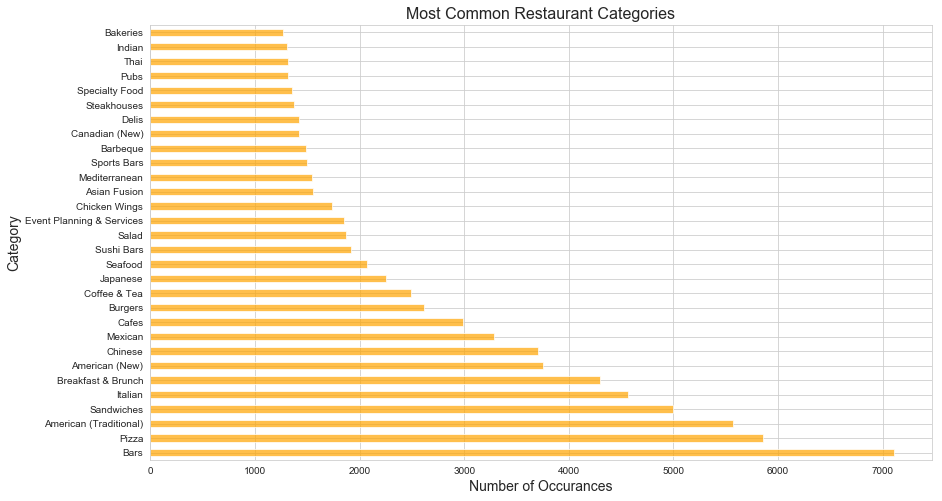 Most Common Restaurant Categories
Category
Bakeries
Indian
Thai
Pubs
Specialty Food
Steakhouses
Delis
Canadian (New)
Barbeque
Sports Bars
Mediterranean
Asian Fusion
Chicken Wings
Event Planning & Services
Salad
Sushi Bars
Seafood
Japanese
Coffee & Tea
Burgers
Cafes
Mexican
Chinese
American (New)
Breakfast & Brunch
Italian
Sandwiches
American (Traditional)
Pizza
Bars
0 1000 2000 3000 4000 5000 6000 7000
Number of Occurances